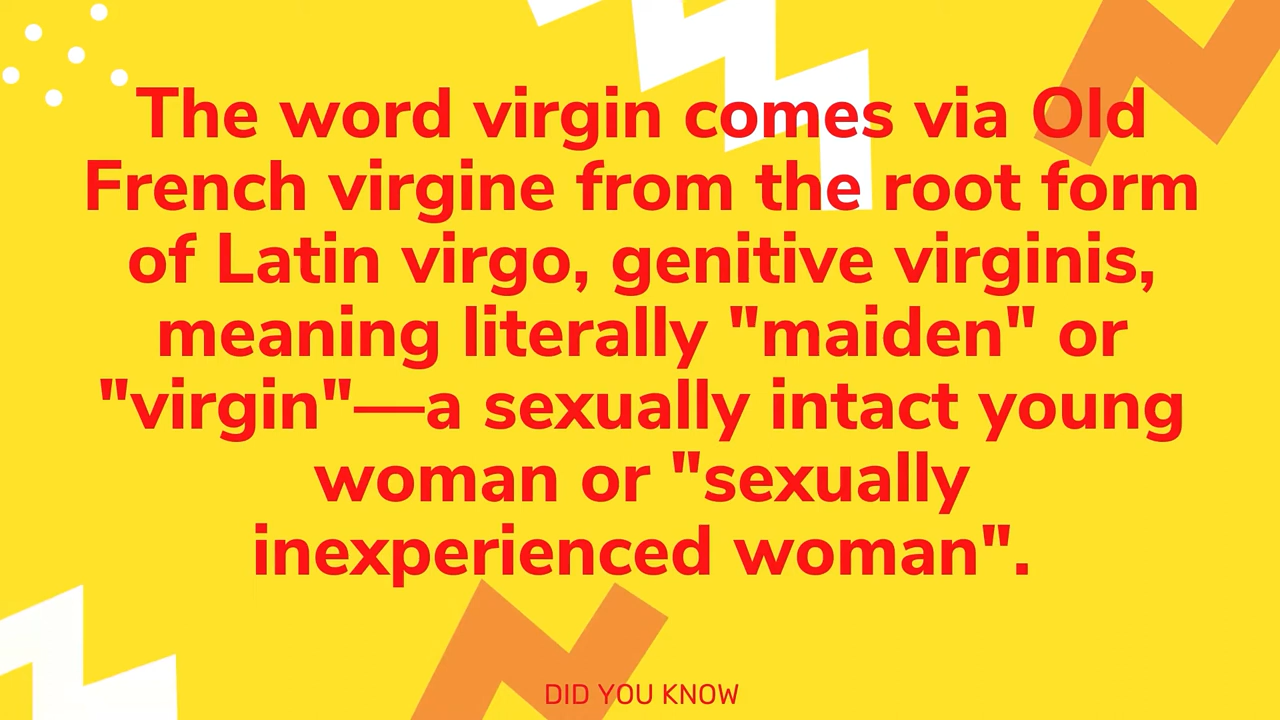 The word virgin comes via Old
French virgine from the root form
of Latin virgo, genitive virginis,
meaning literally "maiden" or
"virgin"—a sexually intact young
woman or "sexually
inexperienced woman".
DID YOU KNOW